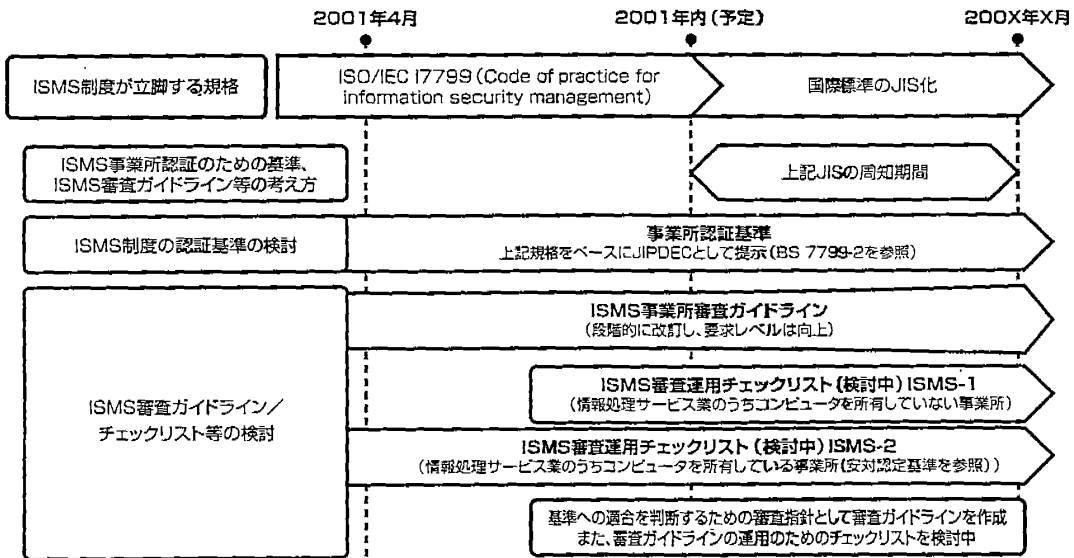 2001年4月
2001年内(予定)
200X年X月
ISMS制度が立脚する規格
ISO/IEC 17799 (Code of practice for
information security management)
国際標準のJIS化
ISMS事業所認証のための基準、
ISMS審査ガイドライン等の考え方
上記JISの周知期間
ISMS制度の認証基準の検討
事業所認証基準
上記規格をベースにJIPDECとして提示(BS 7799-2を参照)
ISMS審査ガイドライン/
チェックリスト等の検討
ISMS事業所審査ガイドライン
(段階的に改訂し、要求レベルは向上)
ISMS審査運用チェックリスト(検討中)ISMS-1
(情報処理サービス業のうちコンピュータを所有していない事業所)
ISMS審査運用チェックリスト(検討中)ISMS-2
(情報処理サービス業のうちコンピュータを所有している事業所(安対認定基準を参照))
基準への適合を判断するための審査指針として審査ガイドラインを作成
また、審査ガイドラインの運用のためのチェックリストを検討中